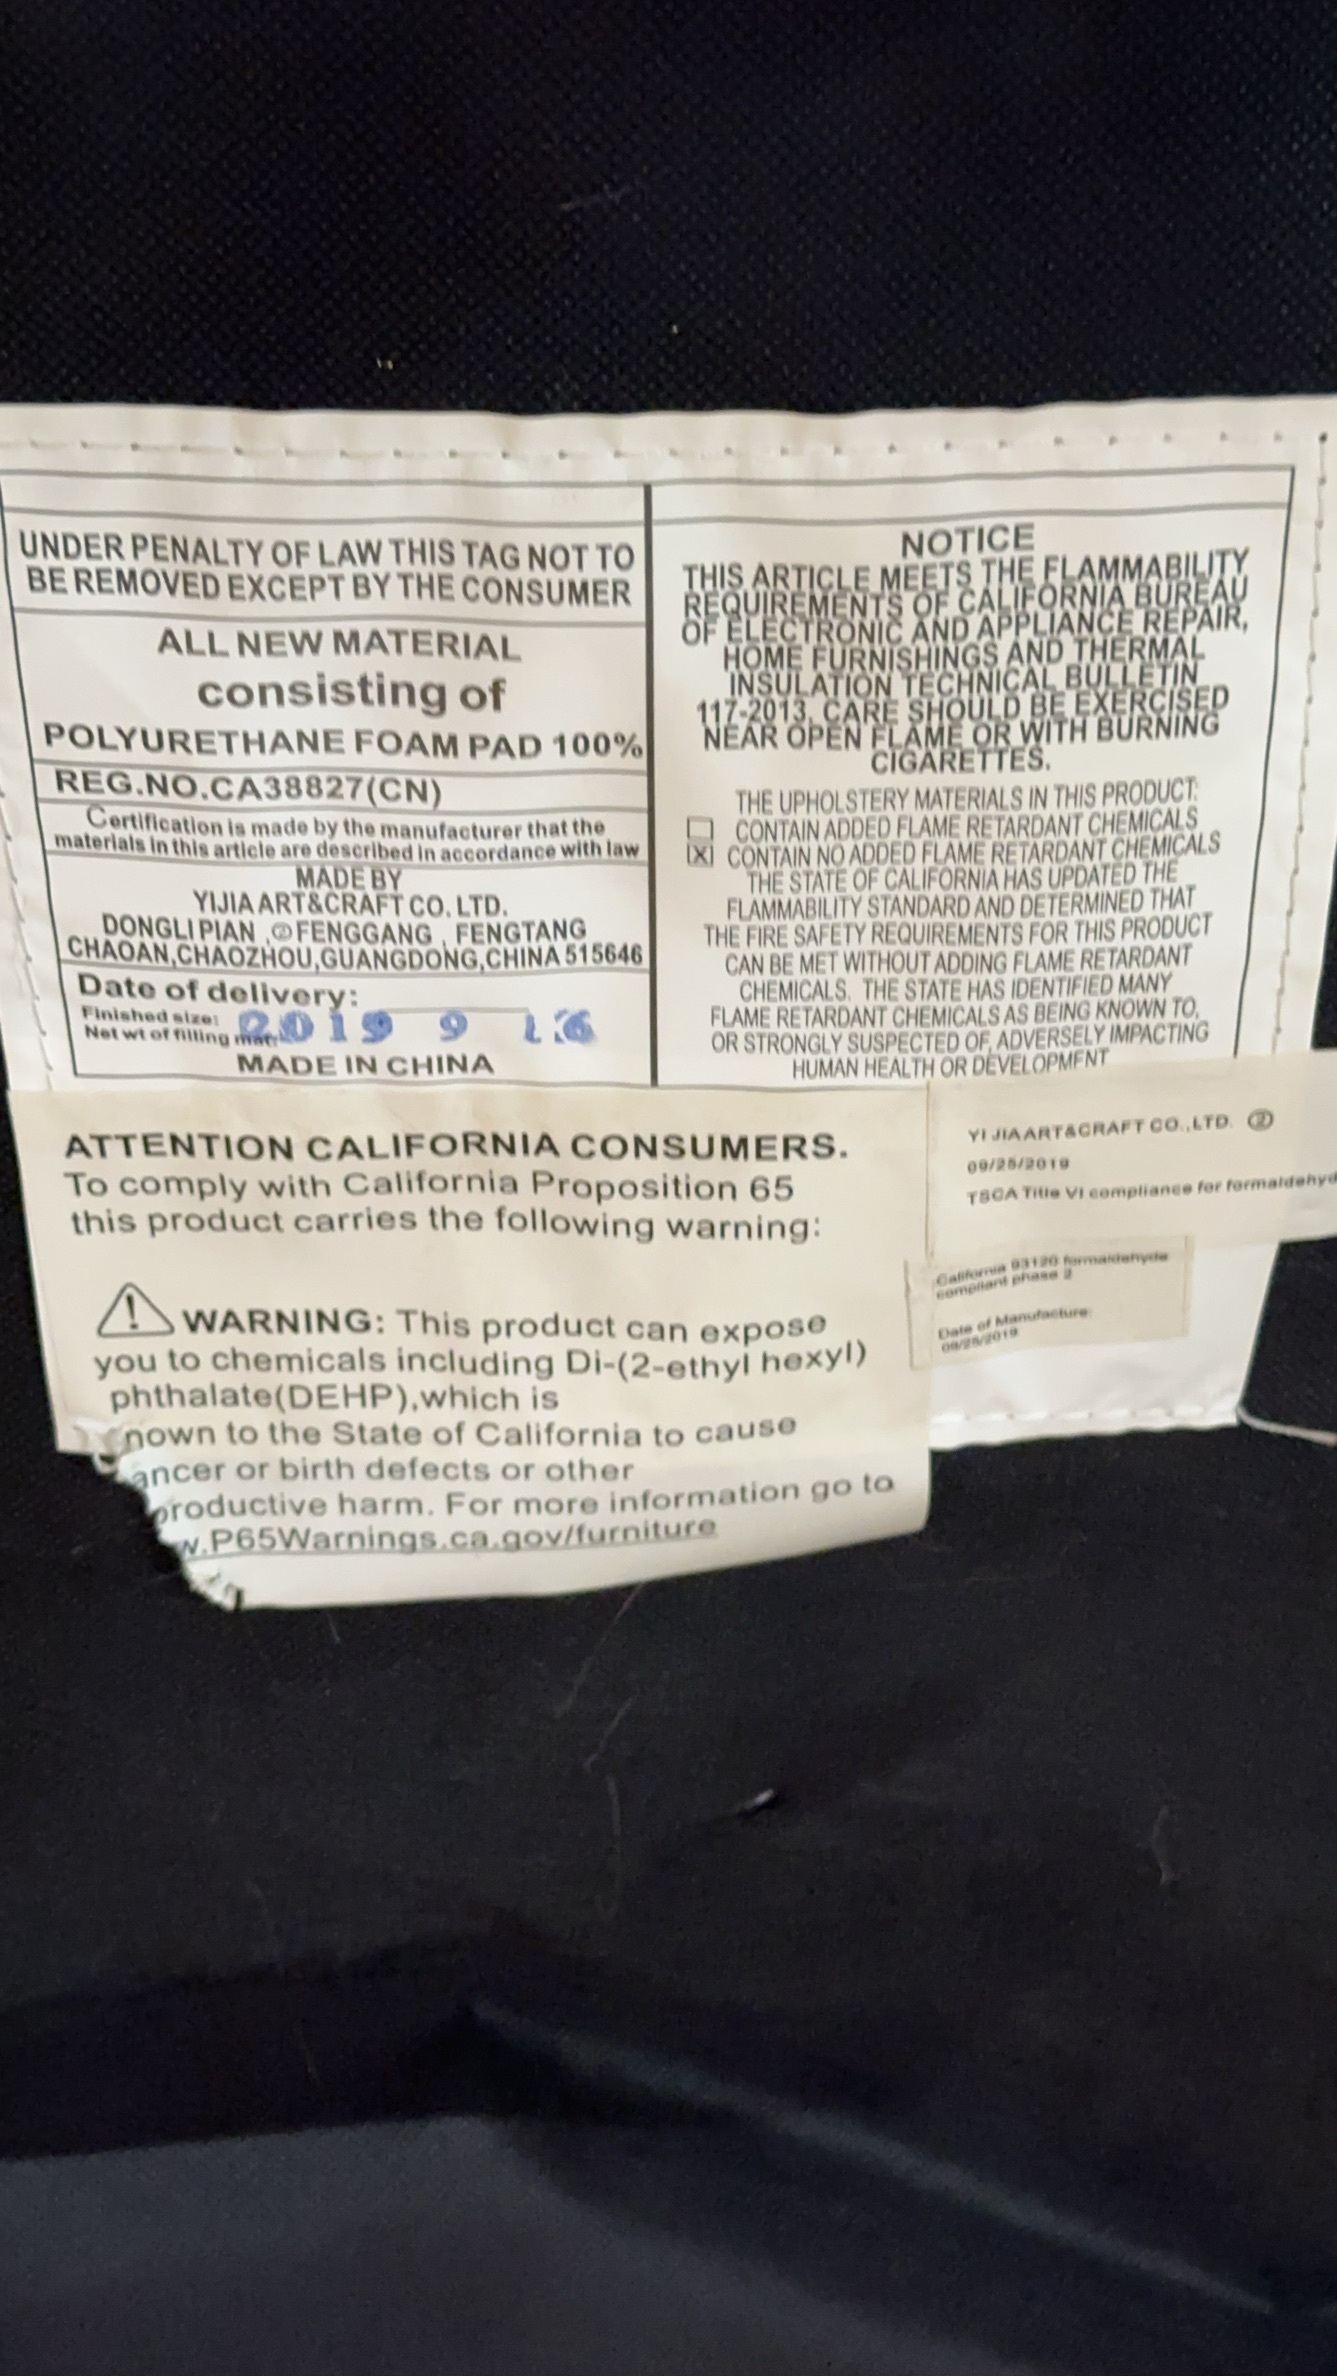 UNDER PENALTY OF LAW THIS TAG NOT TO
BE REMOVED EXCEPT BY THE CONSUMER
ALL NEW MATERIAL
consisting of
POLYURETHANE FOAM PAD 100%
REG.NO.CA38827(CN)
Certification is made by the manufacturer that the
materials in this article are described in accordance with law
MADE BY
YIJIA ART&CRAFT CO. LTD.
DONGLI PIAN ,② FENGGANG , FENGTANG
CHAOAN,CHAOZHOU,GUANGDONG,CHINA 515646
Date of delivery:
Finished size:
Net wt of filling mat:
2019 9
MADE IN CHINA
NOTICE
THIS ARTICLE MEETS THE FLAMMABILITY
REQUIREMENTS OF CALIFORNIA BUREAU
OF ELECTRONIC AND APPLIANCE REPAIR,
HOME FURNISHINGS AND THERMAL
INSULATION TECHNICAL BULLETIN
117-2013. CARE SHOULD BE EXERCISED
NEAR OPEN FLAME OR WITH BURNING
CIGARETTES.
THE UPHOLSTERY MATERIALS IN THIS PRODUCT:
CONTAIN ADDED FLAME RETARDANT CHEMICALS
X CONTAIN NO ADDED FLAME RETARDANT CHEMICALS
THE STATE OF CALIFORNIA HAS UPDATED THE
FLAMMABILITY STANDARD AND DETERMINED THAT
THE FIRE SAFETY REQUIREMENTS FOR THIS PRODUCT
CAN BE MET WITHOUT ADDING FLAME RETARDANT
CHEMICALS. THE STATE HAS IDENTIFIED MANY
FLAME RETARDANT CHEMICALS AS BEING KNOWN TO,
OR STRONGLY SUSPECTED OF, ADVERSELY IMPACTING
HUMAN HEALTH OR DEVELOPMENT
ATTENTION CALIFORNIA CONSUMERS.
To comply with California Proposition 65
this product carries the following warning:
WARNING: This product can expose
you to chemicals including Di-(2-ethyl hexyl)
phthalate(DEHP),which is
nown to the State of California to cause
ancer or birth defects or other
productive harm. For more information go to
w.P65Warnings.ca.gov/furniture
YI JIA ART&CRAFT CO.,LTD. ②
09/25/2019
TSCA Title VI compliance for formaldehyd
California 93120 formaldehyde
compliant phase 2
Date of Manufacture:
09/25/2019